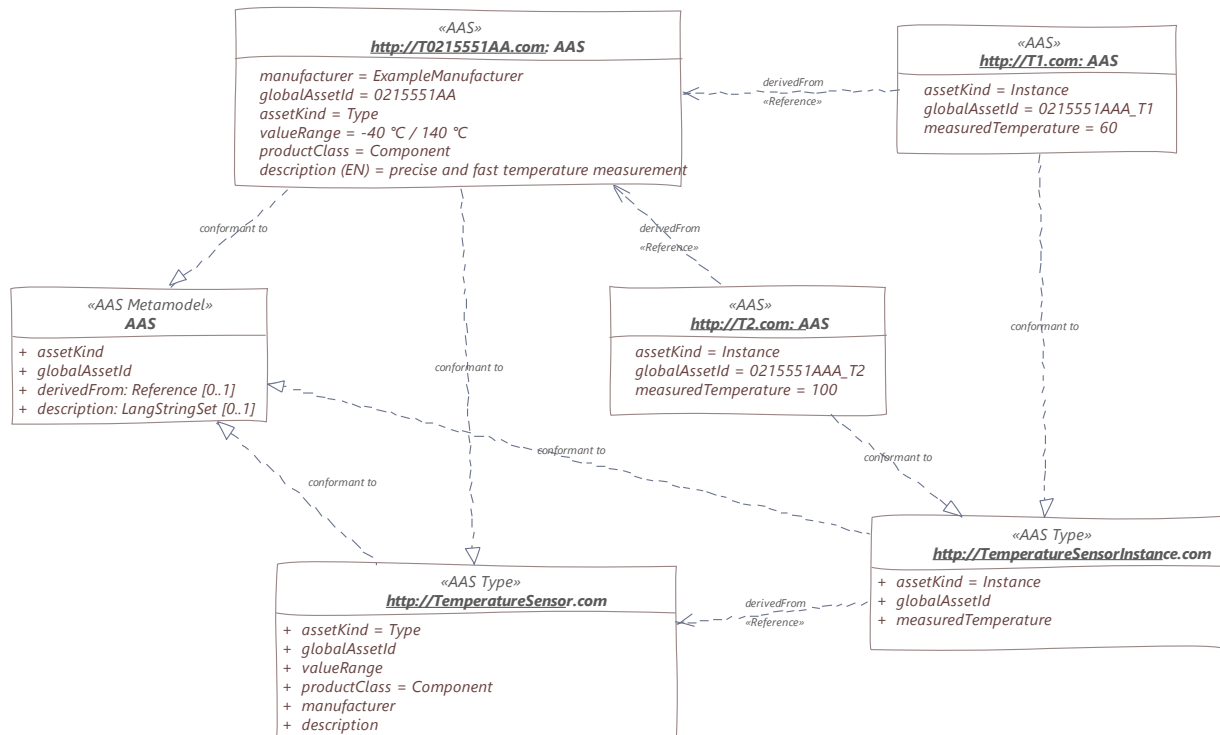 «AAS»
http://T0215551AA.com: AAS
manufacturer = ExampleManufacturer
globalAssetId = 0215551AA
assetKind = Type
valueRange = -40 °C / 140 °C
productClass = Component
description (EN) = precise and fast temperature measurement
derivedFrom
«Reference»
«AAS»
http://T1.com: AAS
assetKind = Instance
globalAssetId = 0215551AAA_T1
measuredTemperature = 60
conformant to
derivedFrom
«Reference»
«AAS Metamodel»
AAS
+ assetKind
+ globalAssetId
+ derivedFrom: Reference [0..1]
+ description: LangStringSet [0..1]
conformant to
«AAS»
http://T2.com: AAS
assetKind = Instance
globalAssetId = 0215551AAA_T2
measuredTemperature = 100
conformant to
conformant to
conformant to
conformant to
«AAS Type»
http://TemperatureSensor.com
+ assetKind = Type
+ globalAssetId
+ valueRange
+ productClass = Component
+ manufacturer
+ description
derivedFrom
«Reference»
«AAS Type»
http://TemperatureSensorInstance.com
+ assetKind = Instance
+ globalAssetId
+ measuredTemperature